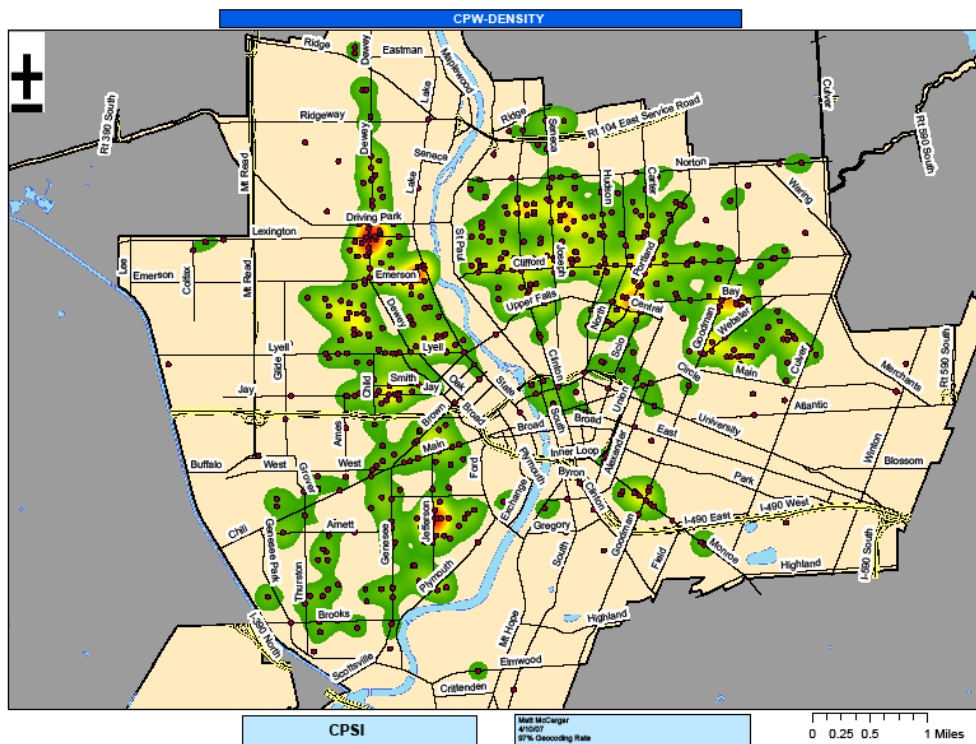 CPW-DENSITY
Ridge
Dewey
Eastman
Maplewood
Lake
Culver
Rt 390 South
Ridgeway
Dewey
Ridge
Seneca
Rt 104 East Service Road
Rt 590 South
Mt Read
Seneca
Lake
Hudson
Carter
Norton
Waring
Driving Park
Lexington
St Paul
Joseph
Portland
Lee
Emerson
Colfax
Mt Read
Emerson
Clifford
Bay
Dewey
Upper Falls
North
Central
Goodman
Webster
Lyell
Glide
Lyell
Clinton
Scio
Main
Culver
Merchants
Rt 590 South
Jay
Child
Smith
Jay
Oak
State
Circle
Union
Atlantic
Brown
Broad
Broad
South
Broad
University
East
Ames
Main
Inner Loop
Alexander
Winton
Buffalo
West
West
Grover
Ford
Plymouth
Byron
Clinton
Park
Blossom
Exchange
Chili
Genesee Park
Arnett
Jefferson
Genesee
Gregory
Goodman
I-490 East
I-490 West
Monroe
I-590 South
Thurston
Plymouth
South
Field
Highland
Brooks
Highland
Mt Hope
I-390 North
Scottsville
Elmwood
Crittenden
CPSI
Matt McCargar
4/10/07
97% Geocoding Rate
0 0.25 0.5 1 Miles